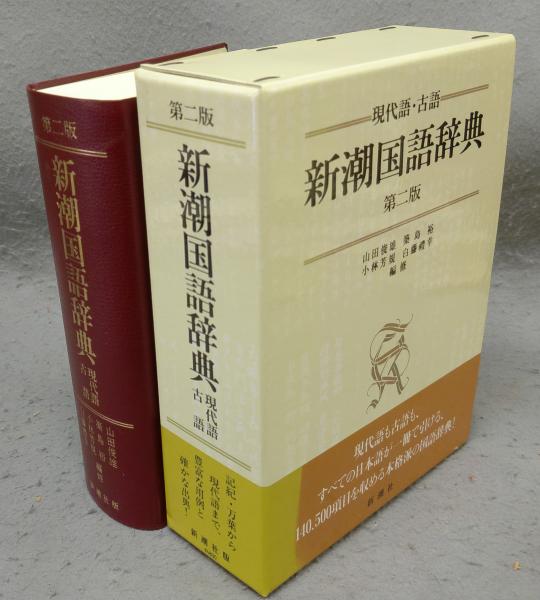 第二版
新潮国語辞典
現代語
古語
山田俊雄
築島裕
編修
新潮社版
第二版
新潮国語辞典
現代語
古語
記紀・万葉から
現代語まで、
豊富な用例と
確かな出典!
新潮社版
現代語・古語
新潮国語辞典
第二版
山田俊雄 築島 裕
小林芳規 白藤禮幸
編修
現代語も古語も、
すべての日本語が一冊で引ける、
140,500項目を収める本格派の国語辞典!
新潮社